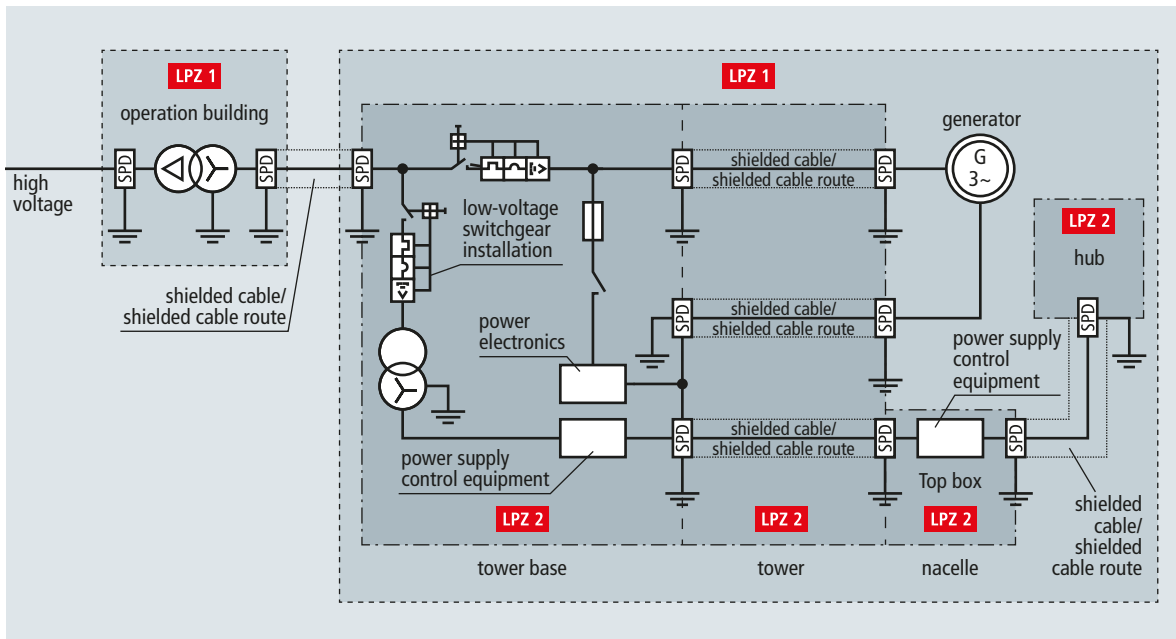 LPZ 1
operation building
SPD
SPD
high
voltage
shielded cable/
shielded cable route
LPZ 1
SPD
low-voltage
switchgear
installation
SPD
shielded cable/
shielded cable route
SPD
generator
G
3~
LPZ 2
hub
SPD
power
electronics
SPD
shielded cable/
shielded cable route
SPD
power supply
control
equipment
power supply
control equipment
SPD
shielded cable/
shielded cable route
SPD
SPD
Top box
shielded
cable/
shielded
cable route
LPZ 2
LPZ 2
LPZ 2
tower base
tower
nacelle